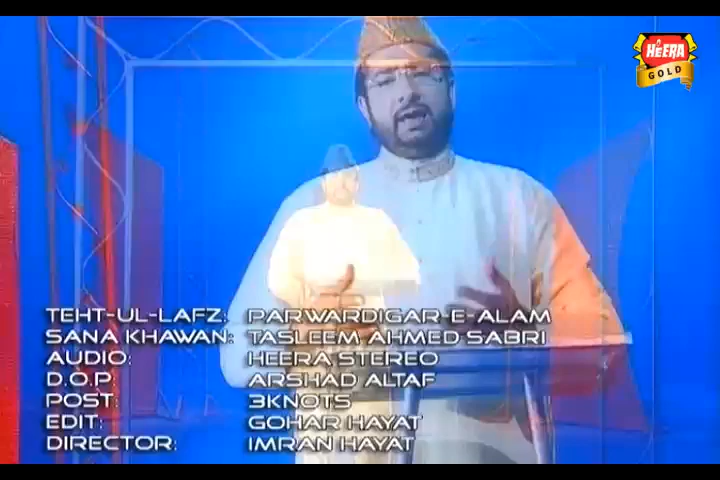 HEERA
GOLD
TEHT-UL-LAFZ: PARWARDIGAR-E-ALAM
SANA KHAWAN: TASLEEM AHMED SABRI
AUDIO: HEERA STEREO
D.O.P: ARSHAD ALTAF
POST: 3KNOTS
EDIT: GOHAR HAYAT
DIRECTOR: IMRAN HAYAT